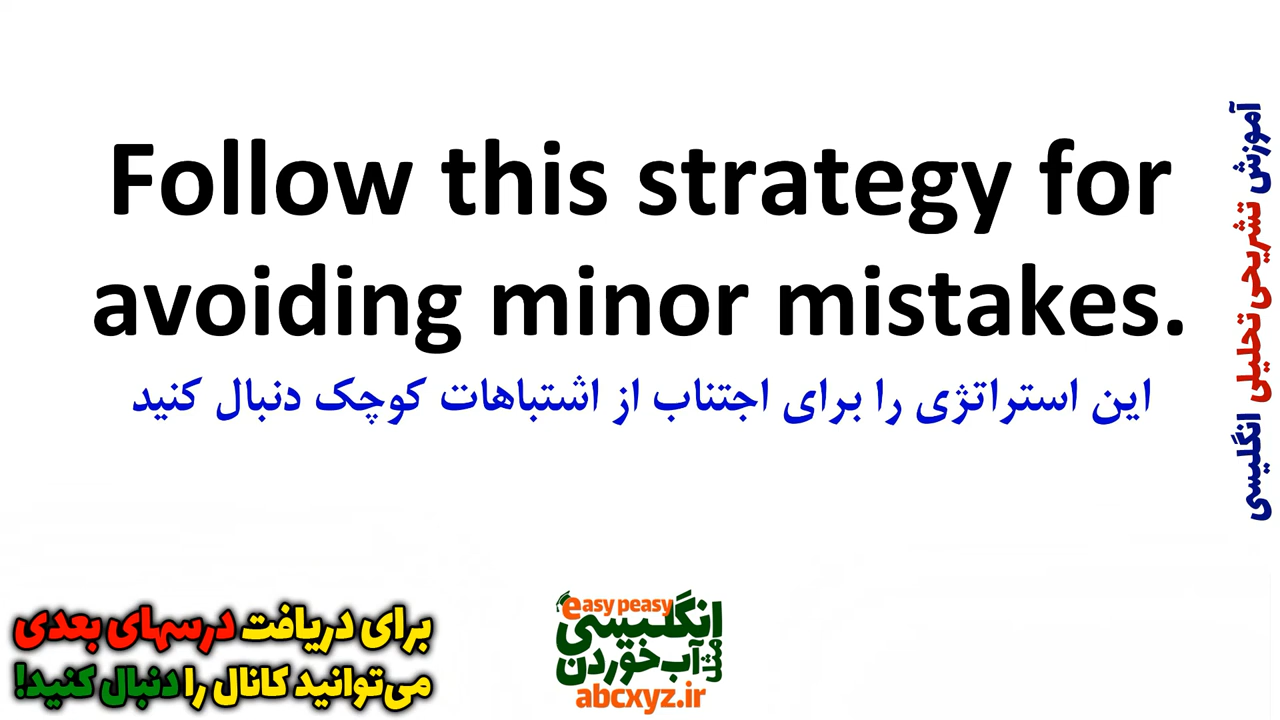 Follow this strategy for
avoiding minor mistakes.
این استراتژی را برای اجتناب از اشتباهات کوچک دنبال کنید
آموزش تشریحی تحلیلی انگلیسی
برای دریافت درسهای بعدی
می‌توانید کانال را دنبال کنید!
easy peasy
انگلیسی
مثل آب خوردن
abcxyz.ir